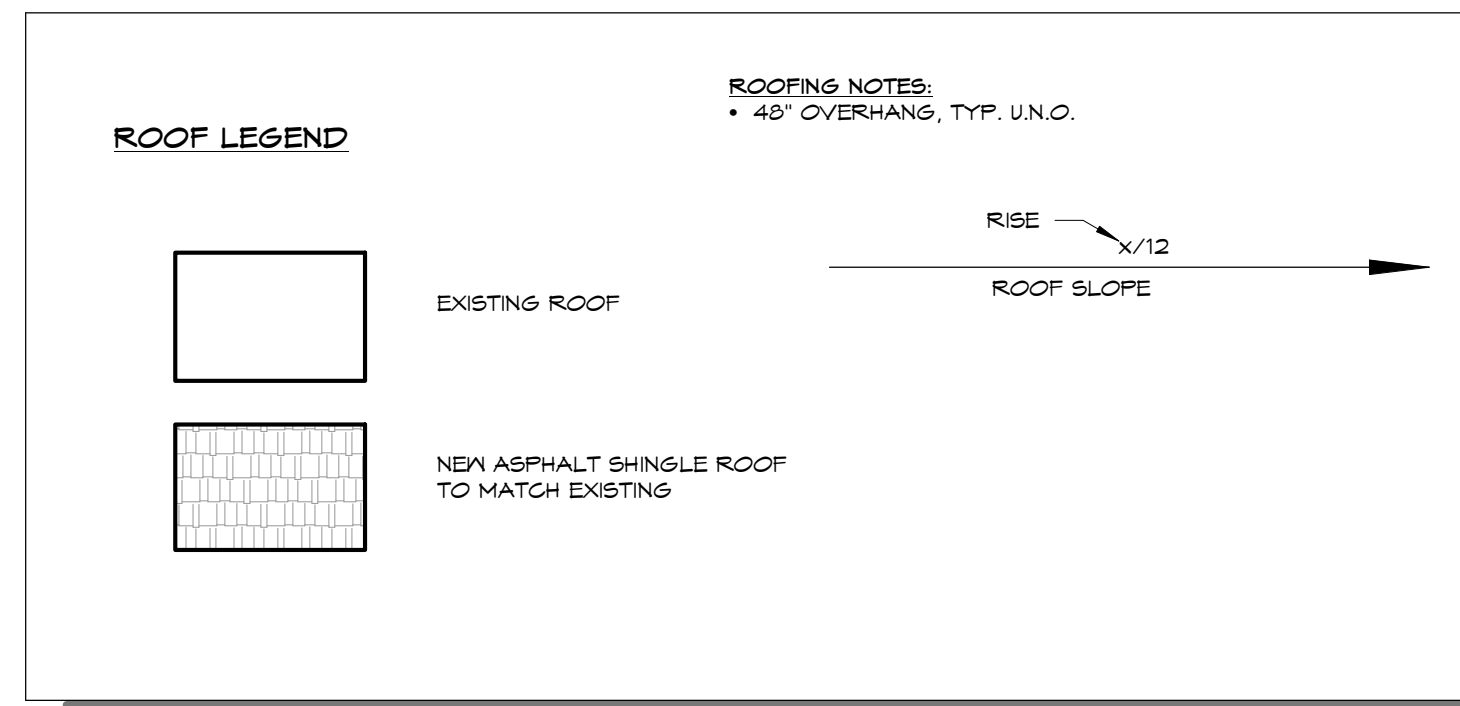 ROOF LEGEND
EXISTING ROOF
NEW ASPHALT SHINGLE ROOF
TO MATCH EXISTING
ROOFING NOTES:
• 48" OVERHANG, TYP. U.N.O.
RISE
X/12
ROOF SLOPE